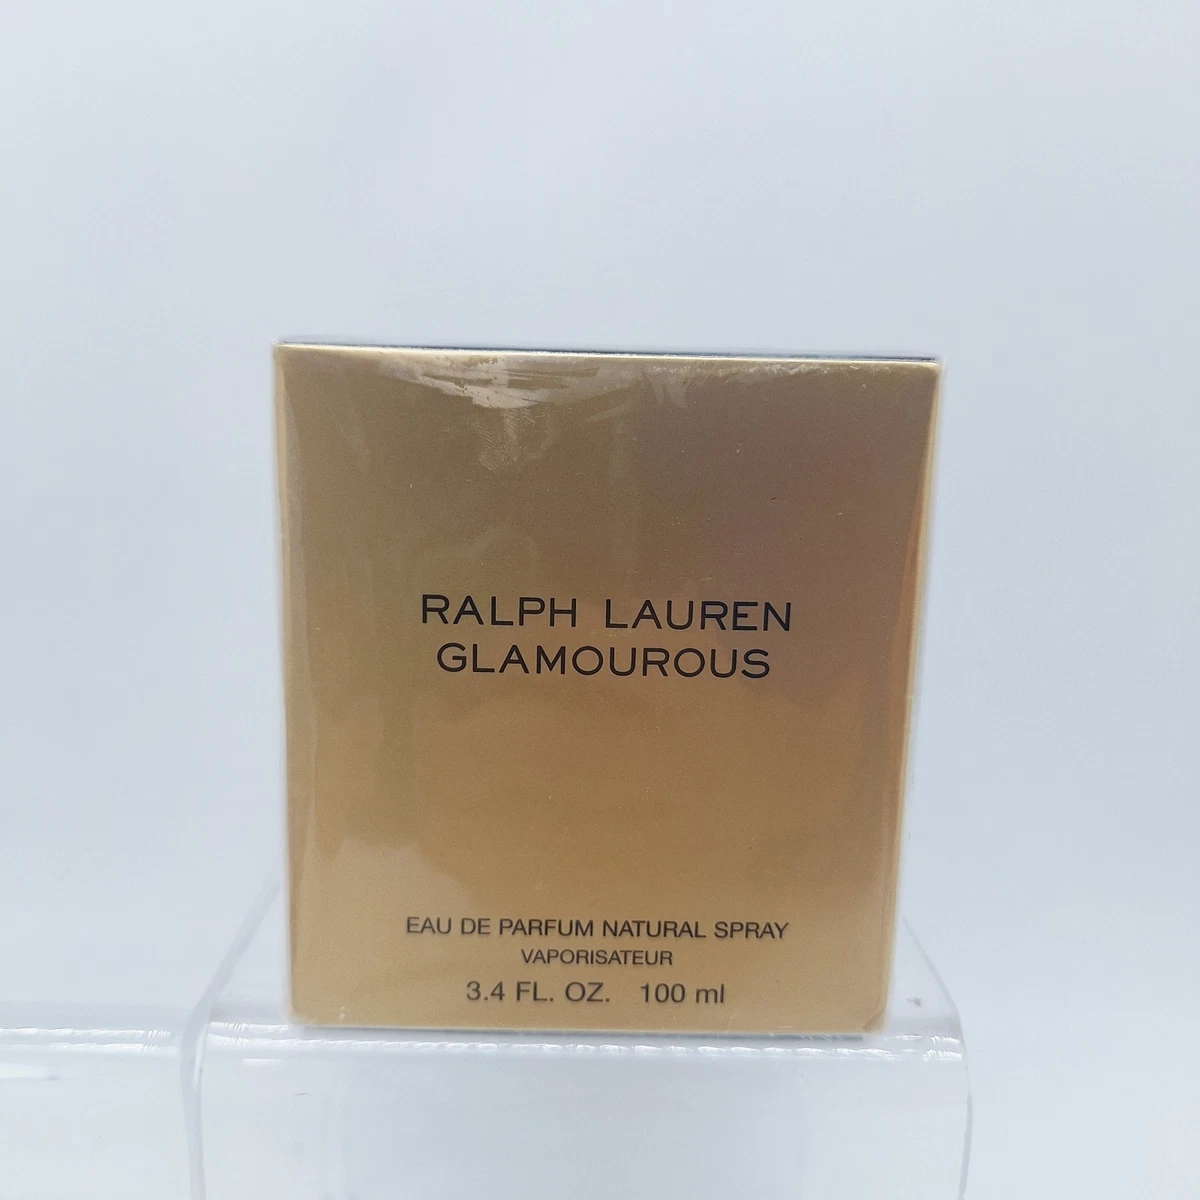 RALPH LAUREN
GLAMOUROUS
EAU DE PARFUM NATURAL SPRAY
VAPORISATEUR
3.4 FL. OZ. 100 ml